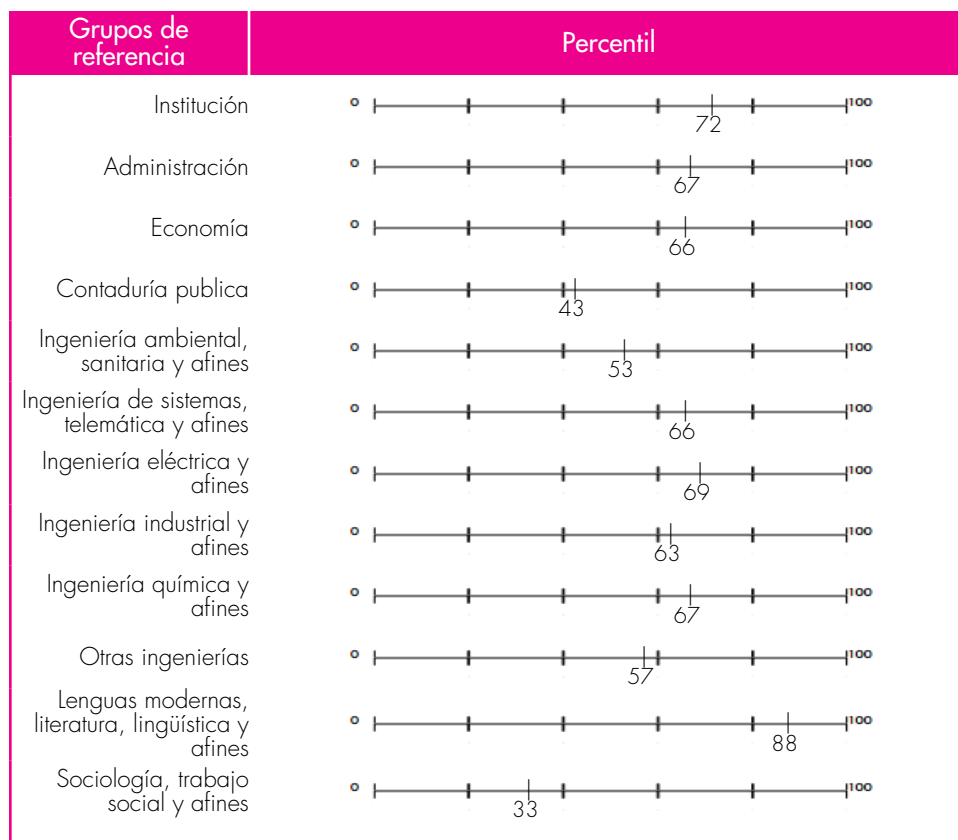 Grupos de
referencia
Percentil
Institución
0 100
72
Administración
0 100
67
Economía
0 100
66
Contaduría publica
0 100
43
Ingeniería ambiental,
sanitaria y afines
0 100
53
Ingeniería de sistemas,
telemática y afines
0 100
66
Ingeniería eléctrica y
afines
0 100
69
Ingeniería industrial y
afines
0 100
63
Ingeniería química y
afines
0 100
67
Otras ingenierías
0 100
57
Lenguas modernas,
literatura, lingüística y
afines
0 100
88
Sociología, trabajo
social y afines
0 100
33